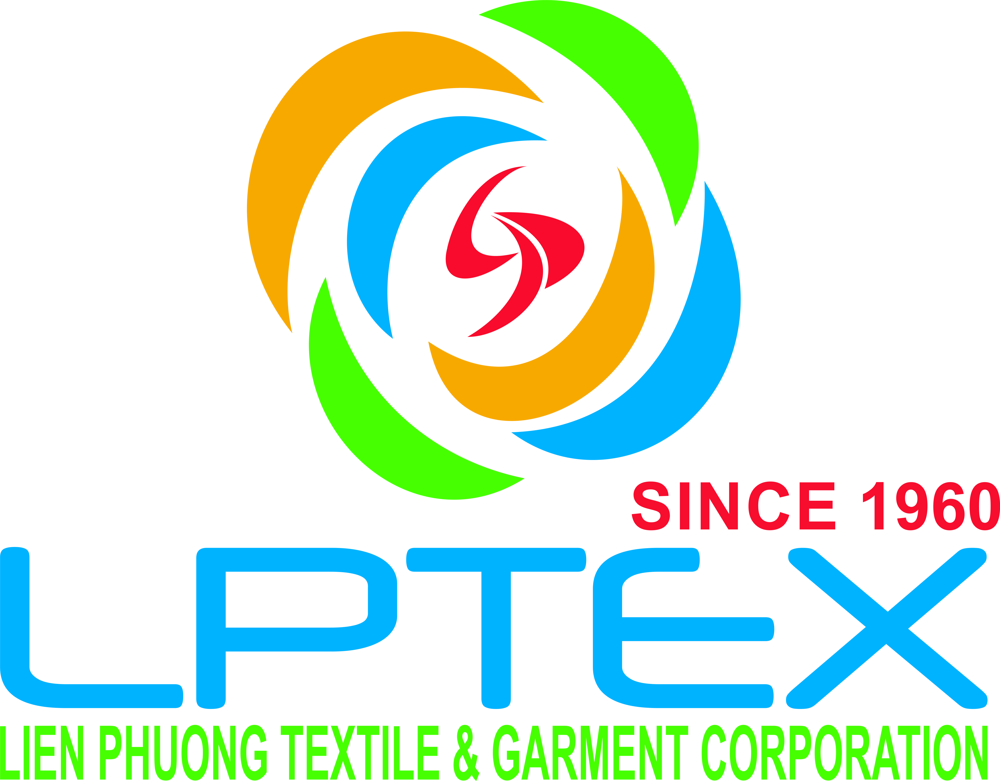 SINCE 1960
LPTEX
LIEN PHUONG TEXTILE & GARMENT CORPORATION